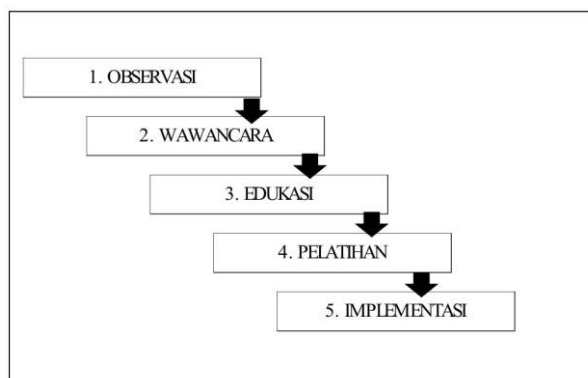 1. OBSERVASI
2. WAWANCARA
3. EDUKASI
4. PELATIHAN
5. IMPLEMENTASI